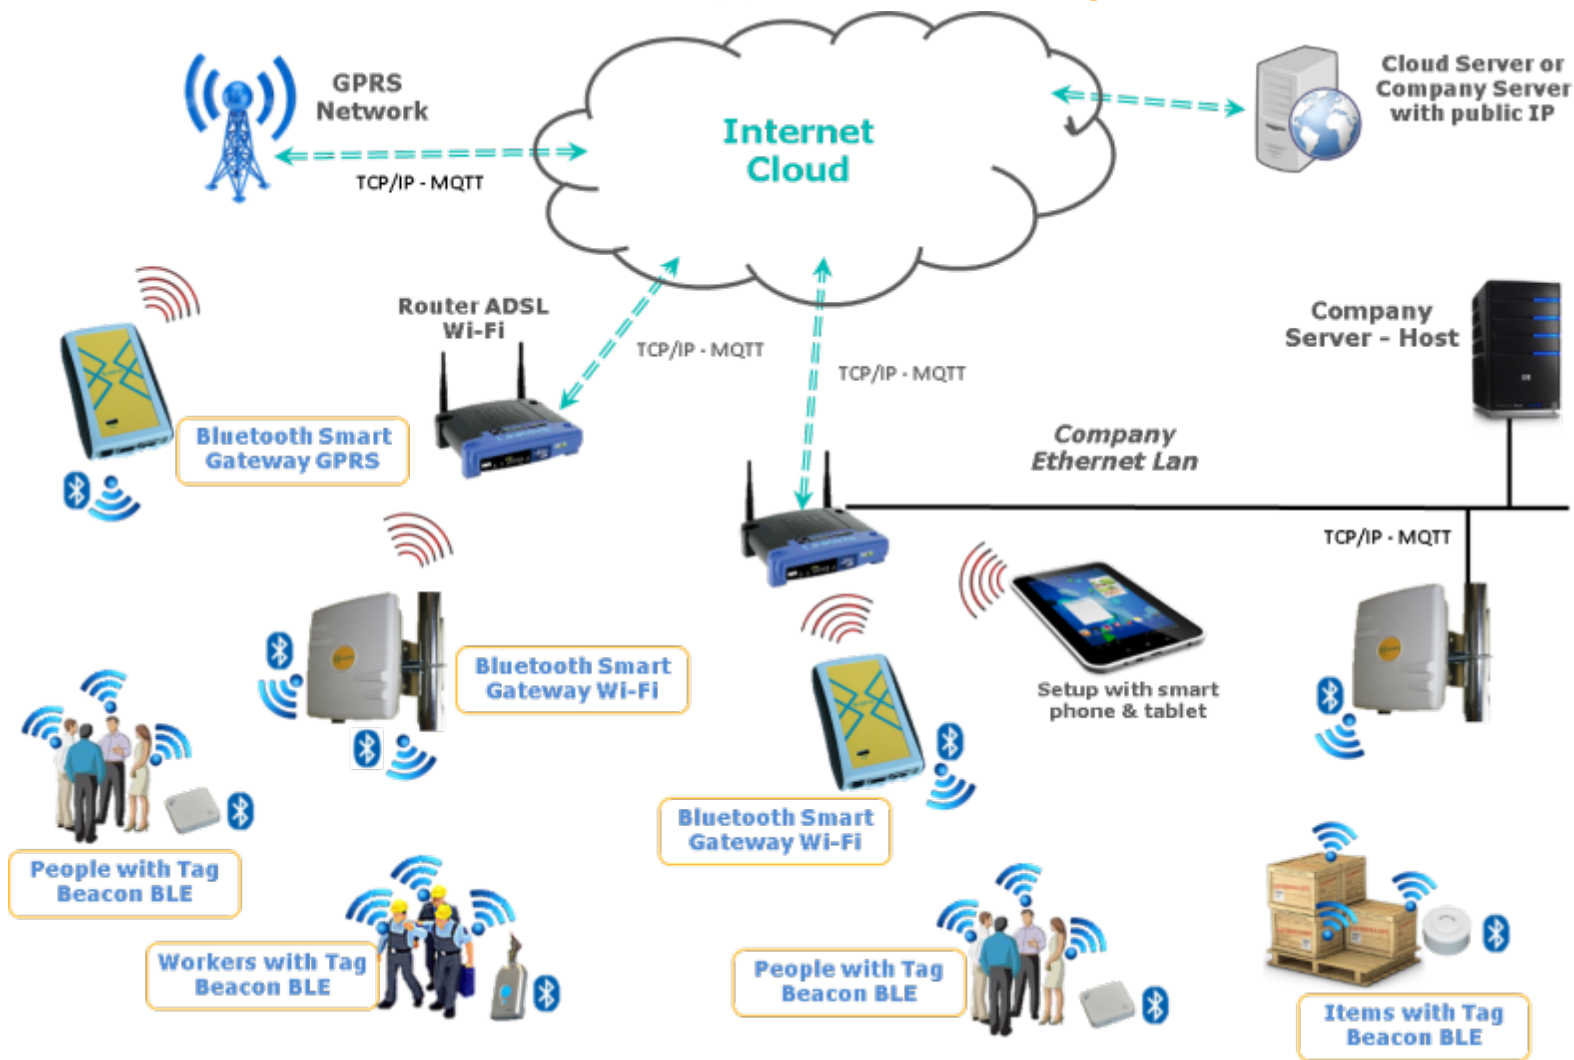 GPRS
Network
TCP/IP - MQTT
Internet
Cloud
Cloud Server or
Company Server
with public IP
Router ADSL
Wi-Fi
TCP/IP - MQTT
TCP/IP - MQTT
Company
Server - Host
Bluetooth Smart
Gateway GPRS
Company
Ethernet Lan
TCP/IP - MQTT
Bluetooth Smart
Gateway Wi-Fi
Setup with smart
phone & tablet
Bluetooth Smart
Gateway Wi-Fi
People with Tag
Beacon BLE
Workers with Tag
Beacon BLE
People with Tag
Beacon BLE
Items with Tag
Beacon BLE